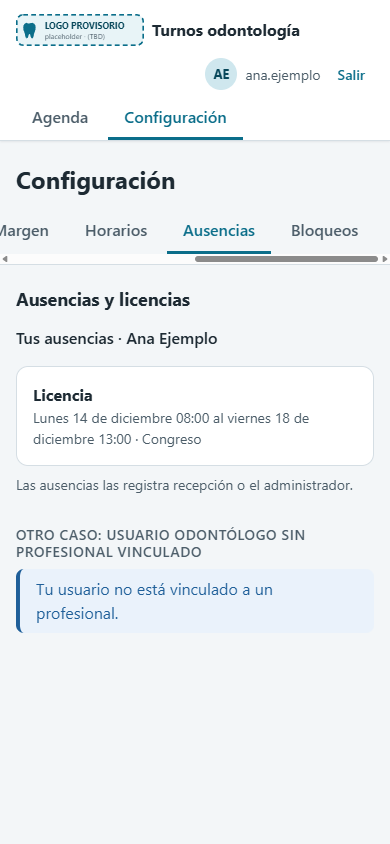 LOGO PROVISORIO
placeholder · (TBD)
Turnos odontología
AE
ana.ejemplo
Salir
Agenda
Configuración
Configuración
Margen
Horarios
Ausencias
Bloqueos
Ausencias y licencias
Tus ausencias · Ana Ejemplo
Licencia
Lunes 14 de diciembre 08:00 al viernes 18 de
diciembre 13:00 · Congreso
Las ausencias las registra recepción o el administrador.
OTRO CASO: USUARIO ODONTÓLOGO SIN
PROFESIONAL VINCULADO
Tu usuario no está vinculado a un
profesional.